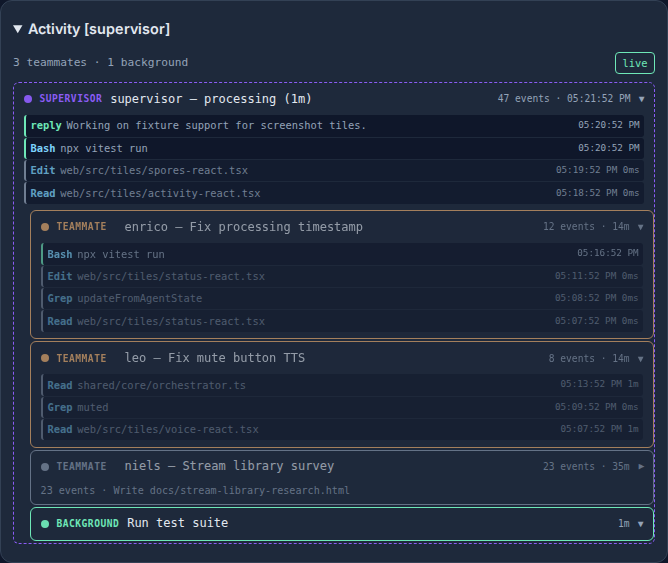 ▼ Activity [supervisor]
3 teammates · 1 background live
SUPERVISOR supervisor — processing (1m) 47 events · 05:21:52 PM ▼
reply Working on fixture support for screenshot tiles. 05:20:52 PM
Bash npx vitest run 05:20:52 PM
Edit web/src/tiles/spores-react.tsx 05:19:52 PM 0ms
Read web/src/tiles/activity-react.tsx 05:18:52 PM 0ms
TEAMMATE enrico — Fix processing timestamp 12 events · 14m ▼
Bash npx vitest run 05:16:52 PM
Edit web/src/tiles/status-react.tsx 05:11:52 PM 0ms
Grep updateFromAgentState 05:08:52 PM 0ms
Read web/src/tiles/status-react.tsx 05:07:52 PM 0ms
TEAMMATE leo — Fix mute button TTS 8 events · 14m ▼
Read shared/core/orchestrator.ts 05:13:52 PM 1m
Grep muted 05:09:52 PM 0ms
Read web/src/tiles/voice-react.tsx 05:07:52 PM 1m
TEAMMATE niels — Stream library survey 23 events · 35m ▶
23 events · Write docs/stream-library-research.html
BACKGROUND Run test suite 1m ▼